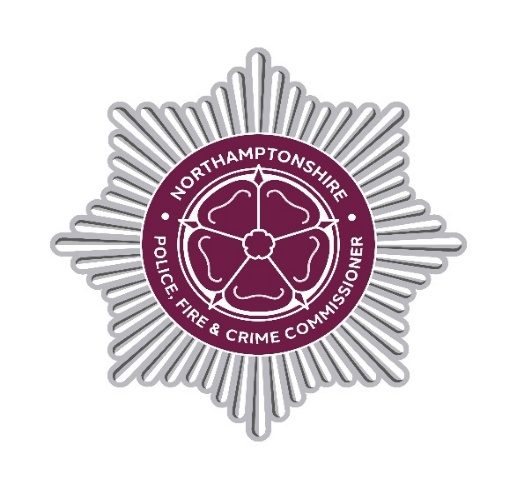 NORTHAMPTONSHIRE
POLICE, FIRE & CRIME COMMISSIONER